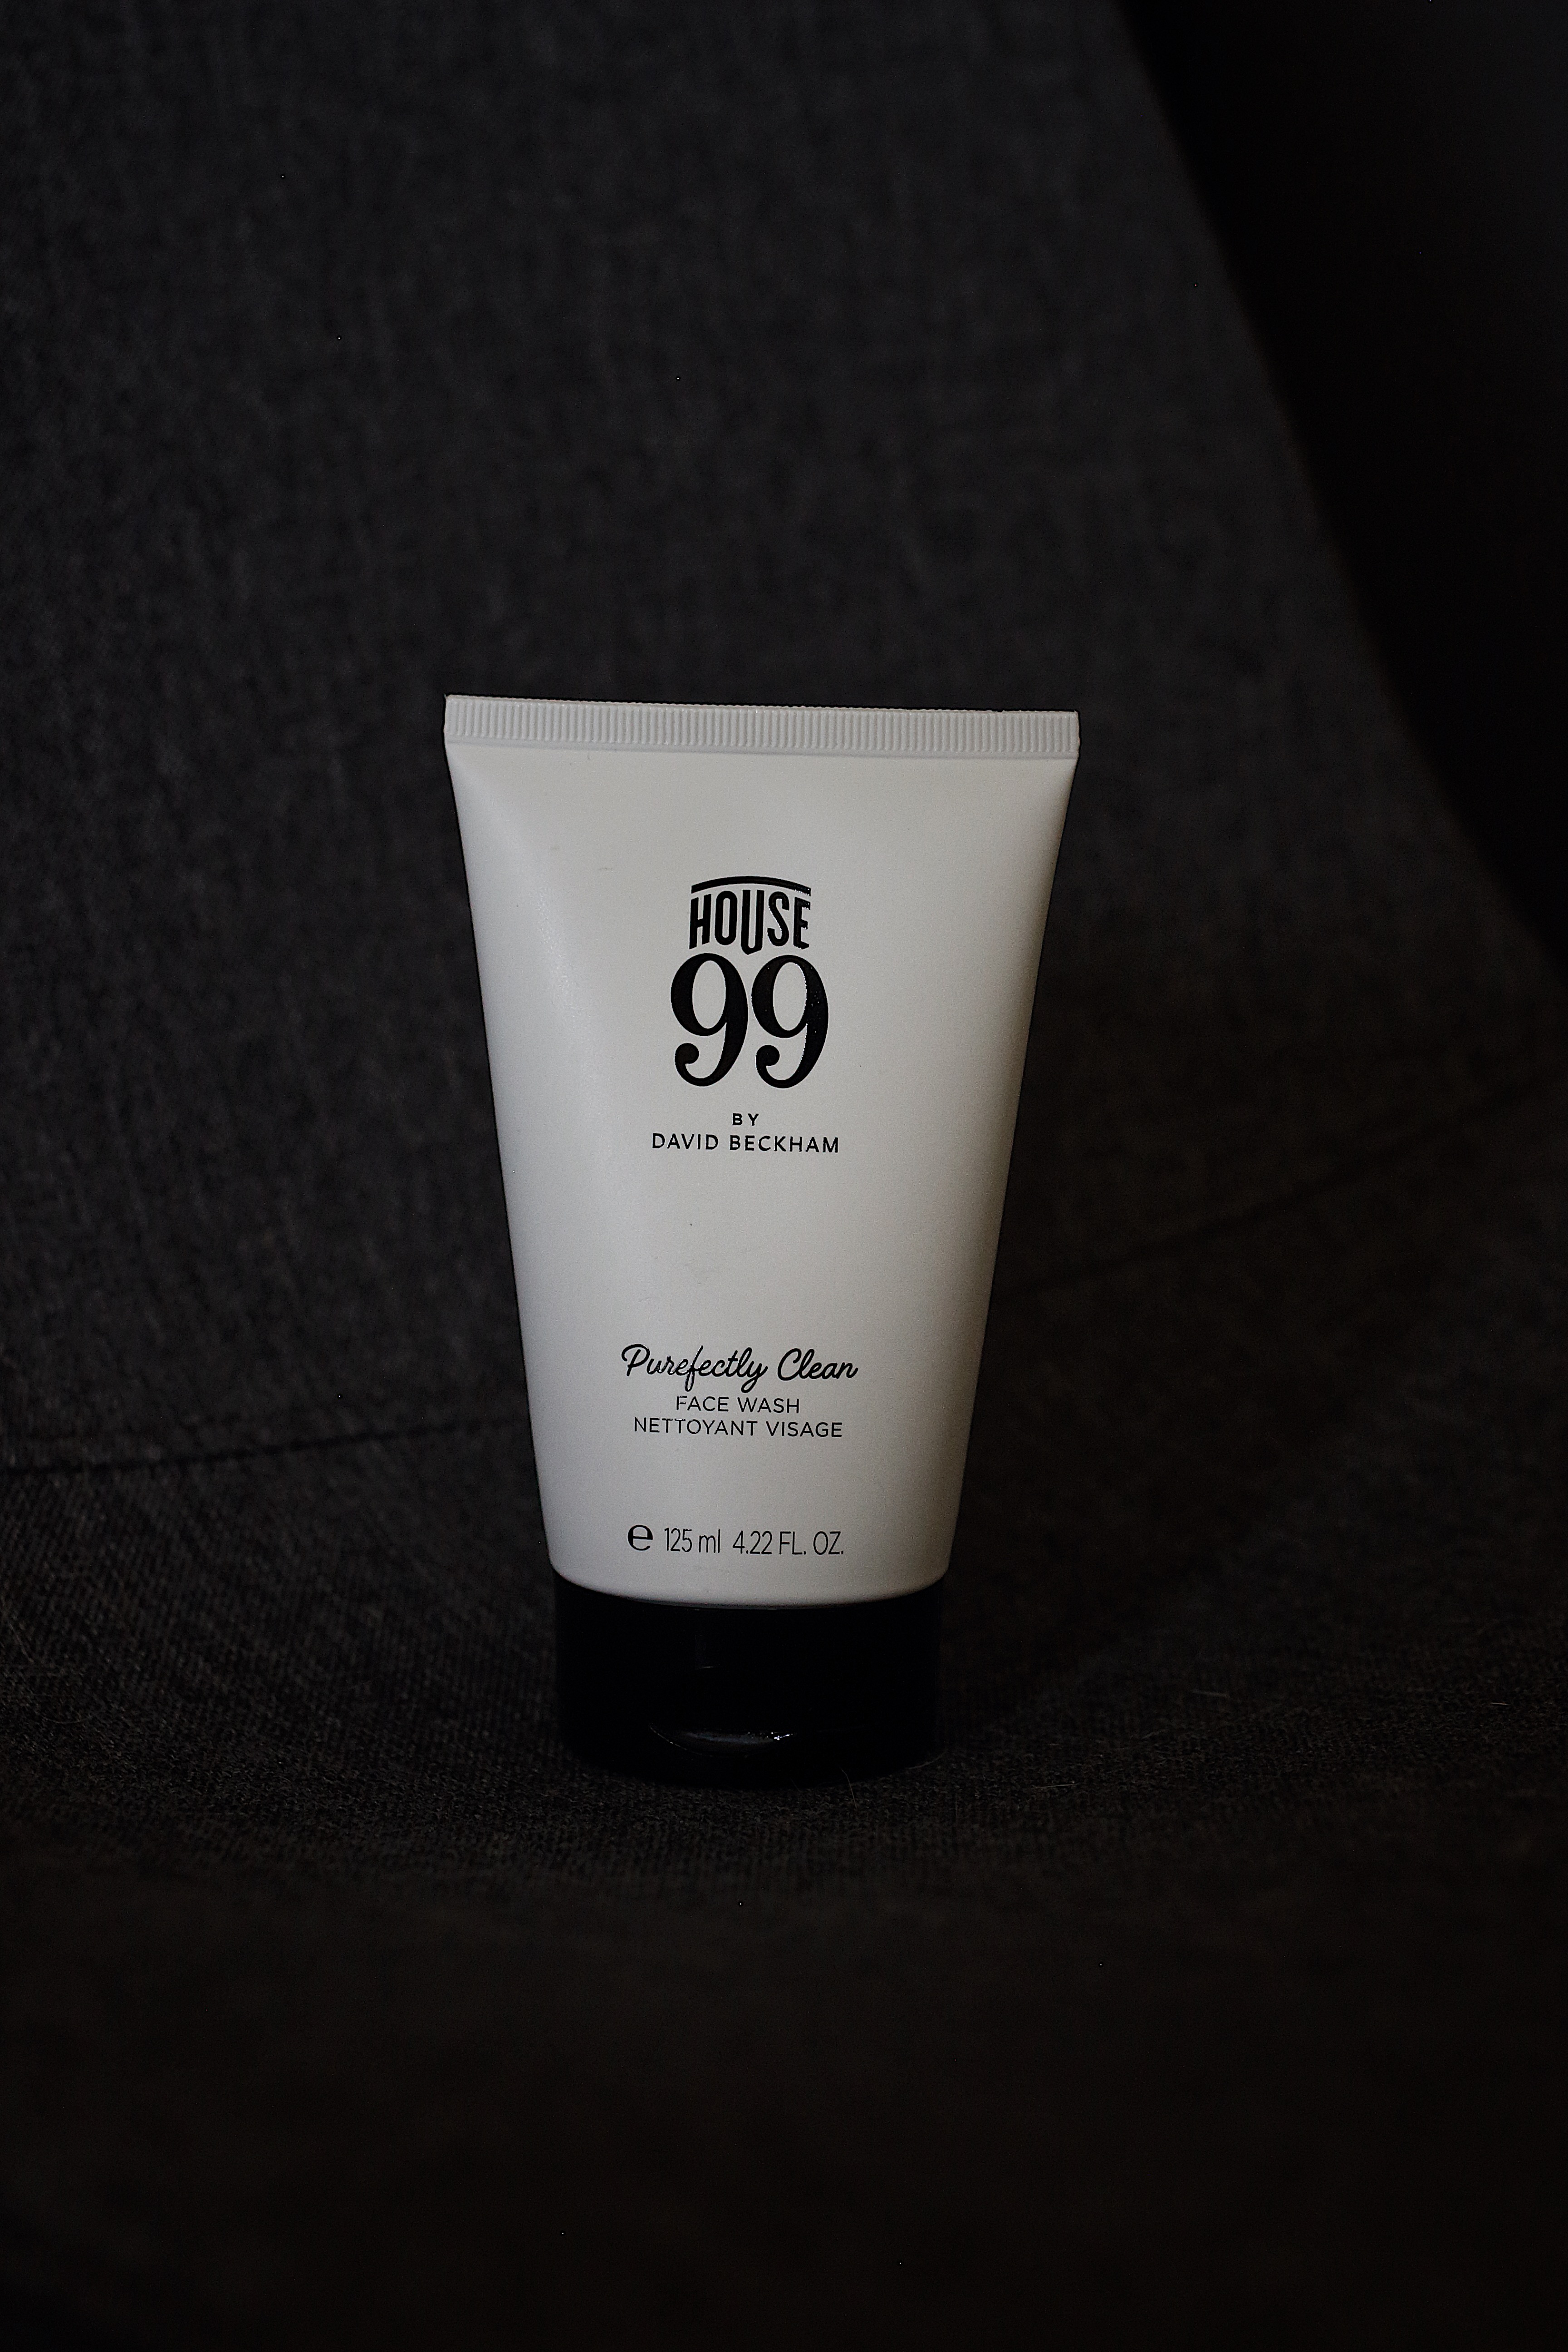 HOUSE
99
BY
DAVID BECKHAM
Purefectly Clean
FACE WASH
NETTOYANT VISAGE
℮ 125 ml 4.22 FL. OZ.